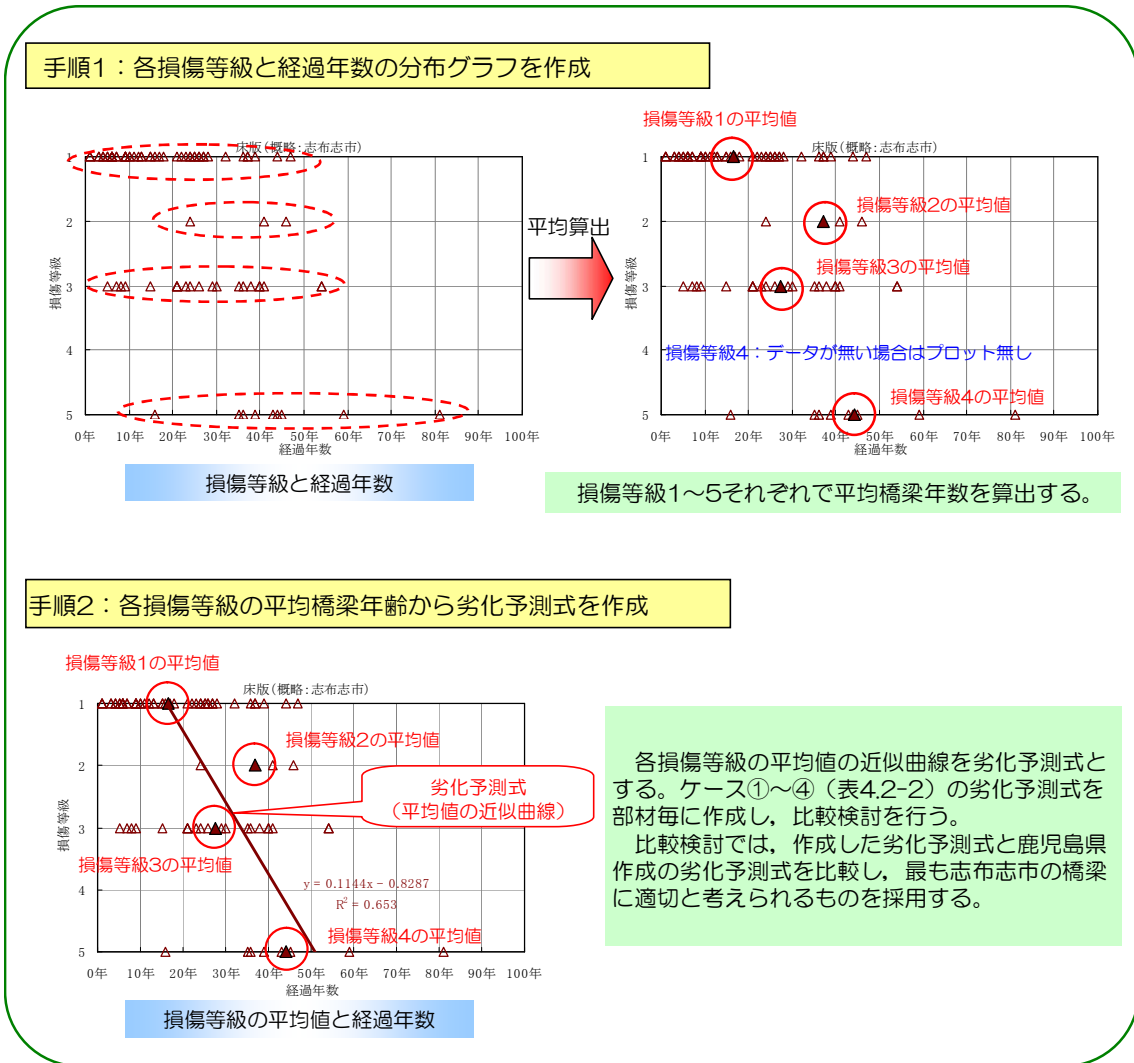 手順1：各損傷等級と経過年数の分布グラフを作成
床版(概略:志布志市)
1
2
3
4
5
損傷等級
0年 10年 20年 30年 40年 50年 60年 70年 80年 90年 100年
経過年数
損傷等級と経過年数
平均算出
損傷等級1の平均値
床版(概略:志布志市)
1
2
3
4
5
損傷等級
損傷等級2の平均値
損傷等級3の平均値
損傷等級4：データが無い場合はプロット無し
損傷等級4の平均値
0年 10年 20年 30年 40年 50年 60年 70年 80年 90年 100年
経過年数
損傷等級1～5それぞれで平均橋梁年数を算出する。
手順2：各損傷等級の平均橋梁年齢から劣化予測式を作成
損傷等級1の平均値
床版(概略:志布志市)
1
2
3
4
5
損傷等級
損傷等級2の平均値
劣化予測式
（平均値の近似曲線）
損傷等級3の平均値
y = 0.1144x - 0.8287
R² = 0.653
損傷等級4の平均値
0年 10年 20年 30年 40年 50年 60年 70年 80年 90年 100年
経過年数
損傷等級の平均値と経過年数
各損傷等級の平均値の近似曲線を劣化予測式と
する。ケース①～④（表4.2-2）の劣化予測式を
部材毎に作成し，比較検討を行う。
比較検討では，作成した劣化予測式と鹿児島県
作成の劣化予測式を比較し，最も志布志市の橋梁
に適切と考えられるものを採用する。